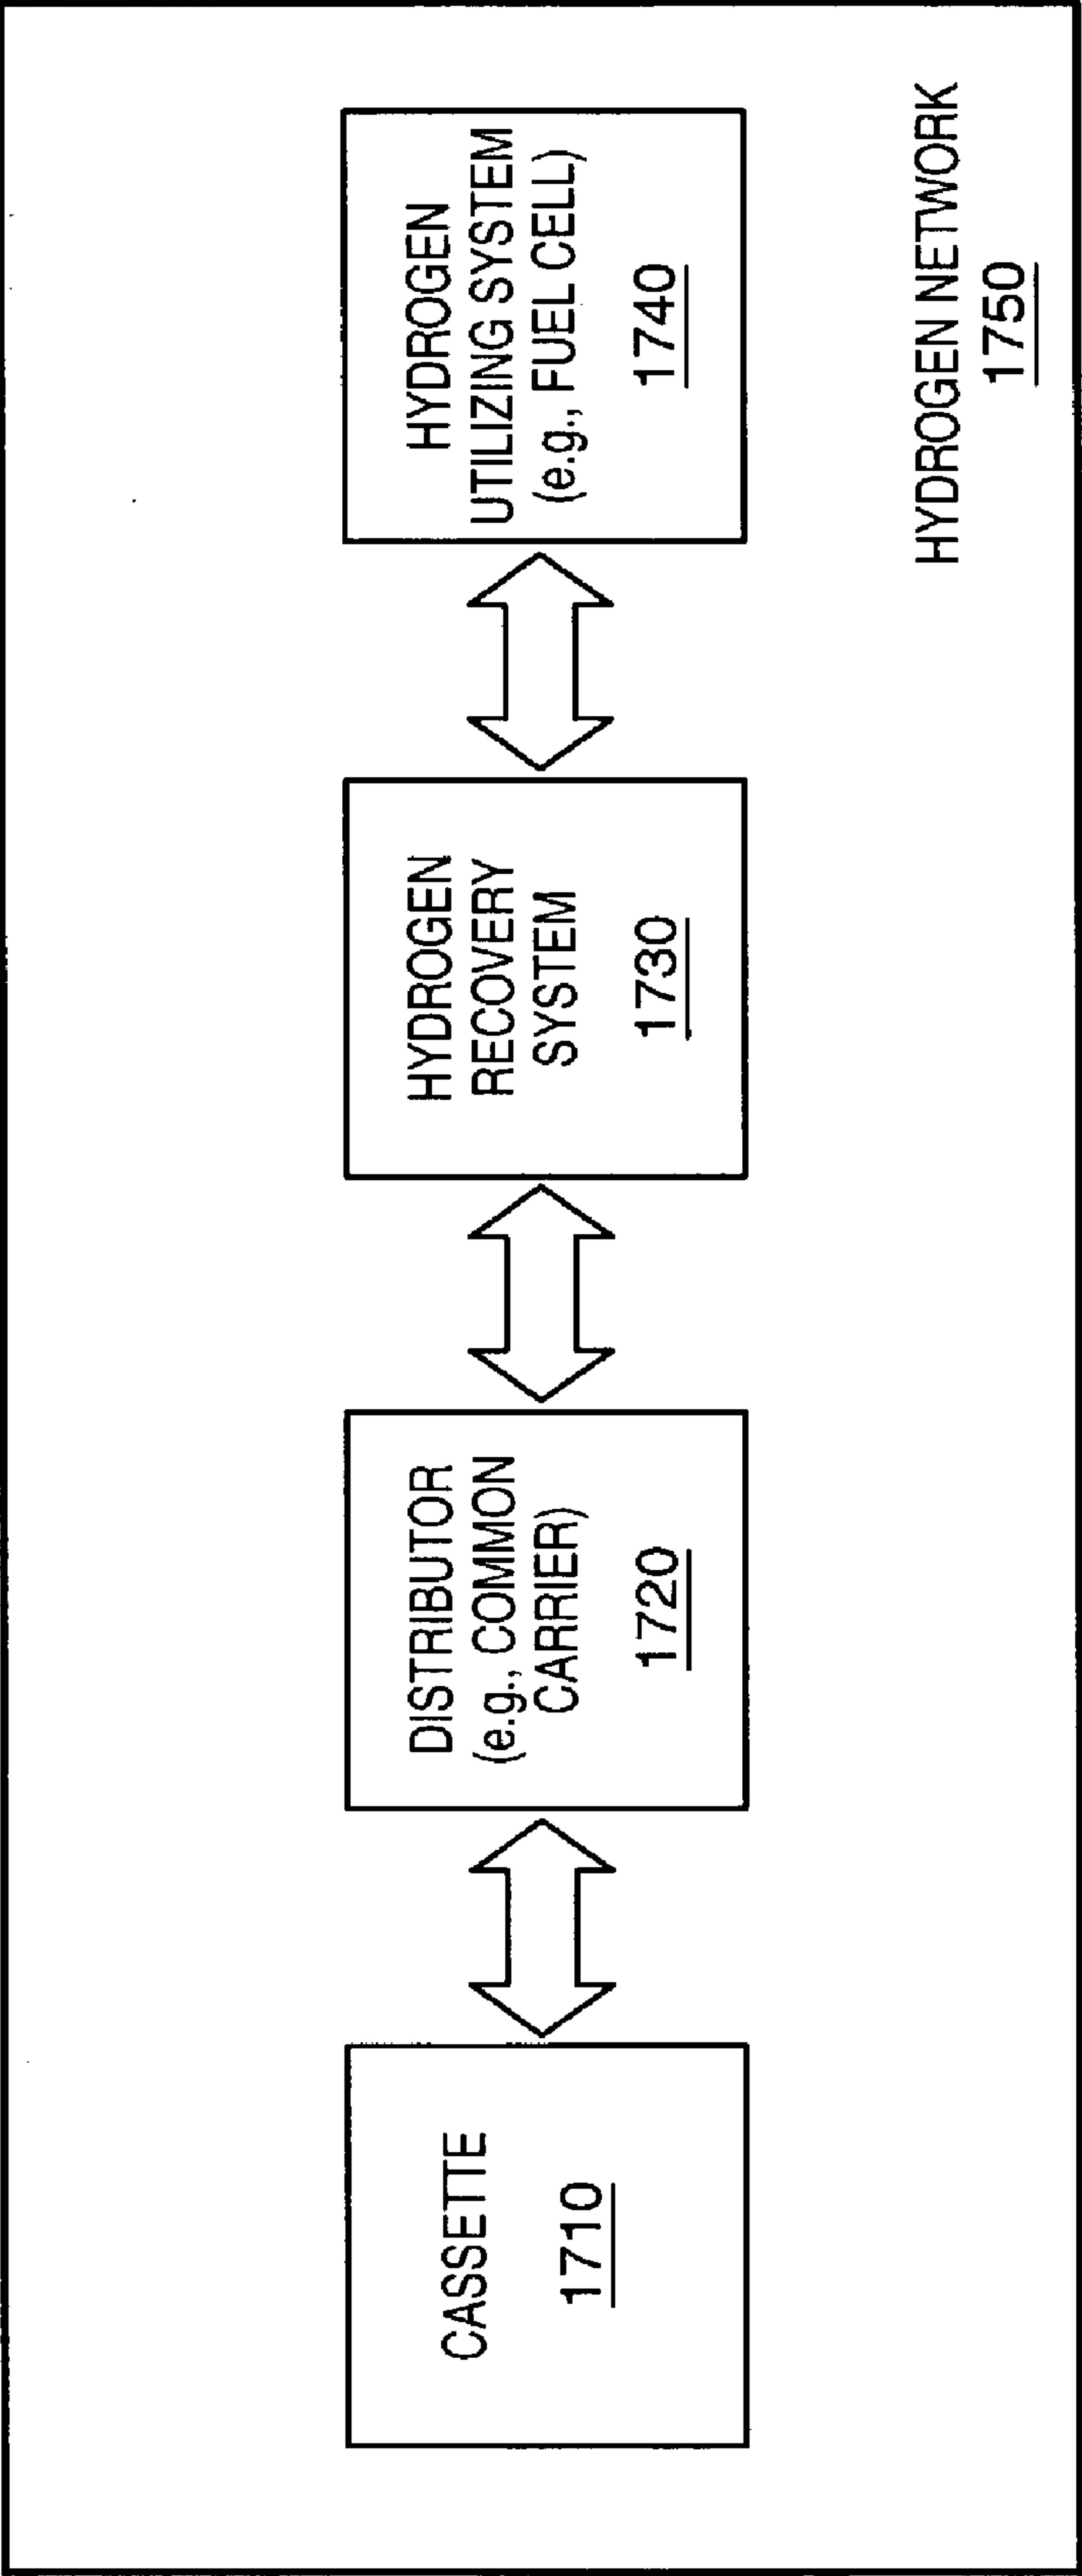 CASSETTE
1710
DISTRIBUTOR
(e.g., COMMON
CARRIER)
1720
HYDROGEN
RECOVERY
SYSTEM
1730
HYDROGEN
UTILIZING SYSTEM
(e.g., FUEL CELL)
1740
HYDROGEN NETWORK
1750